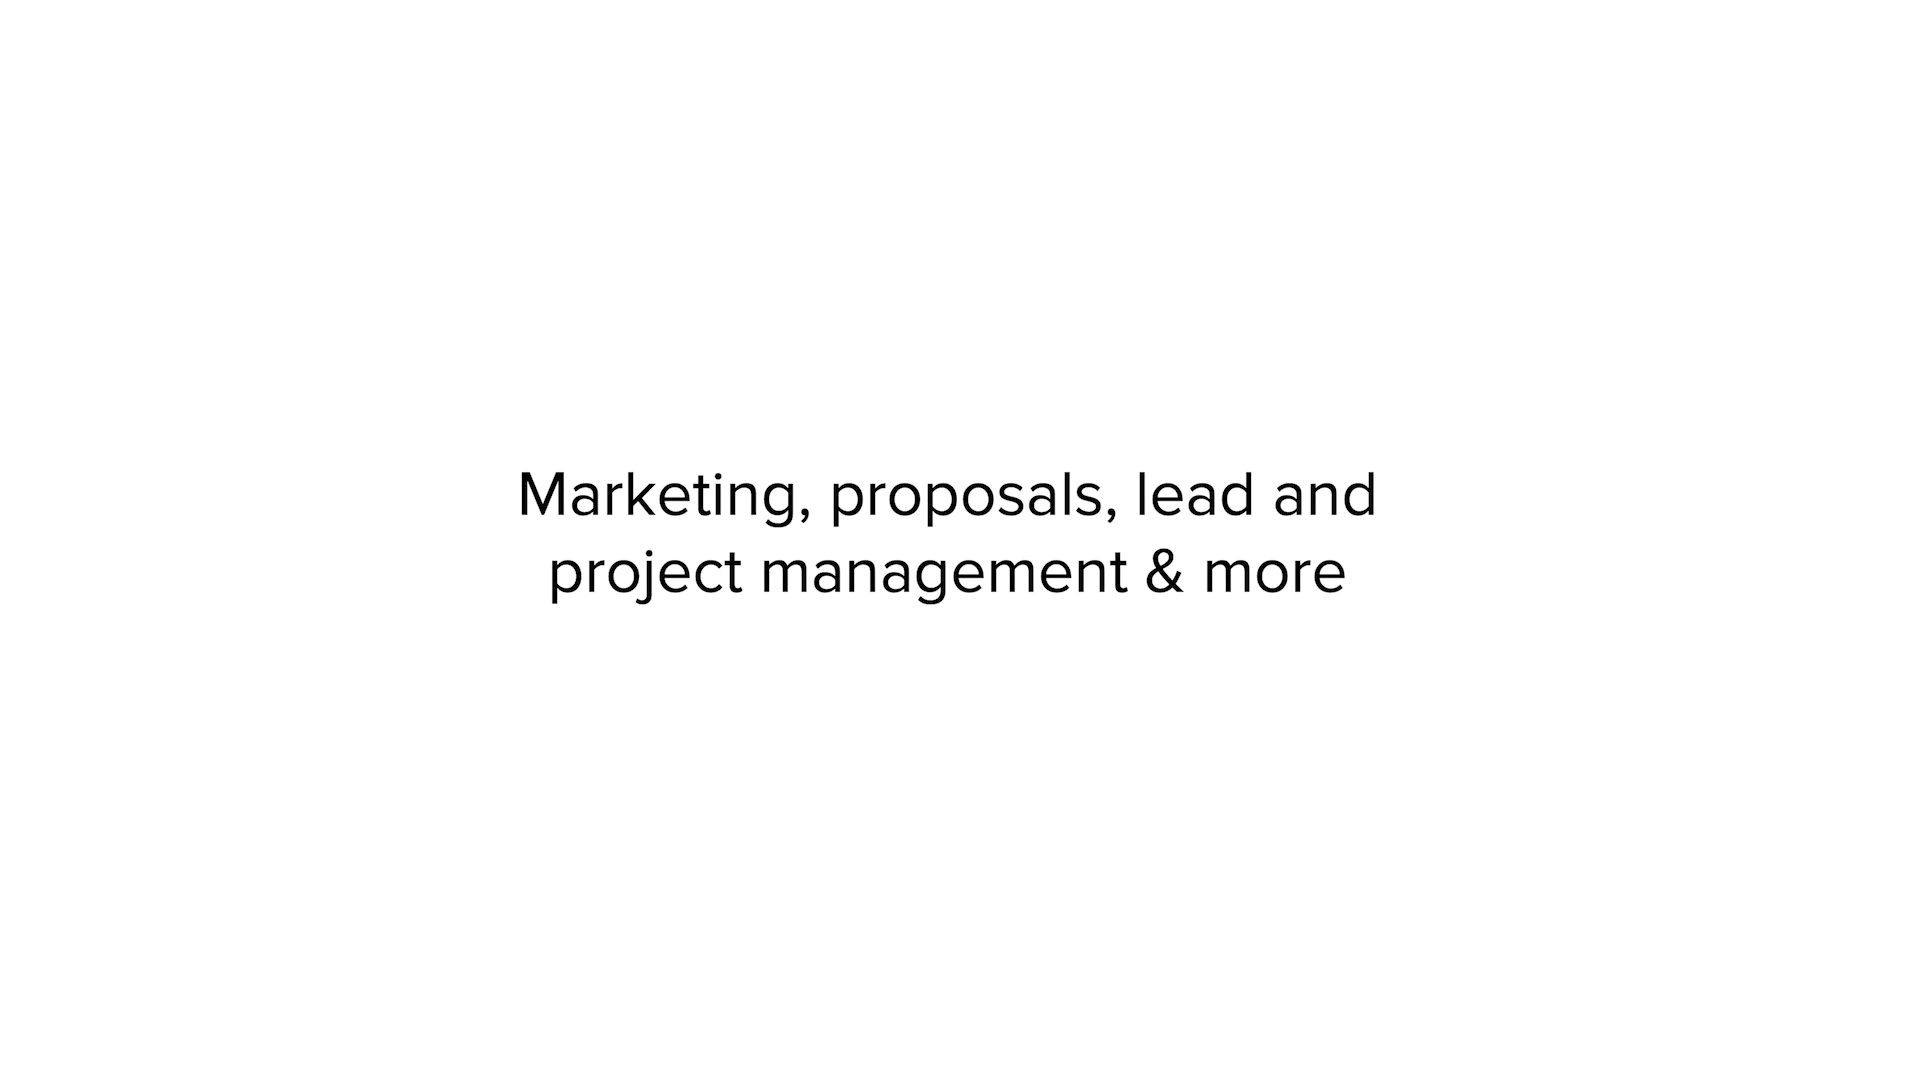 Marketing, proposals, lead and
project management & more